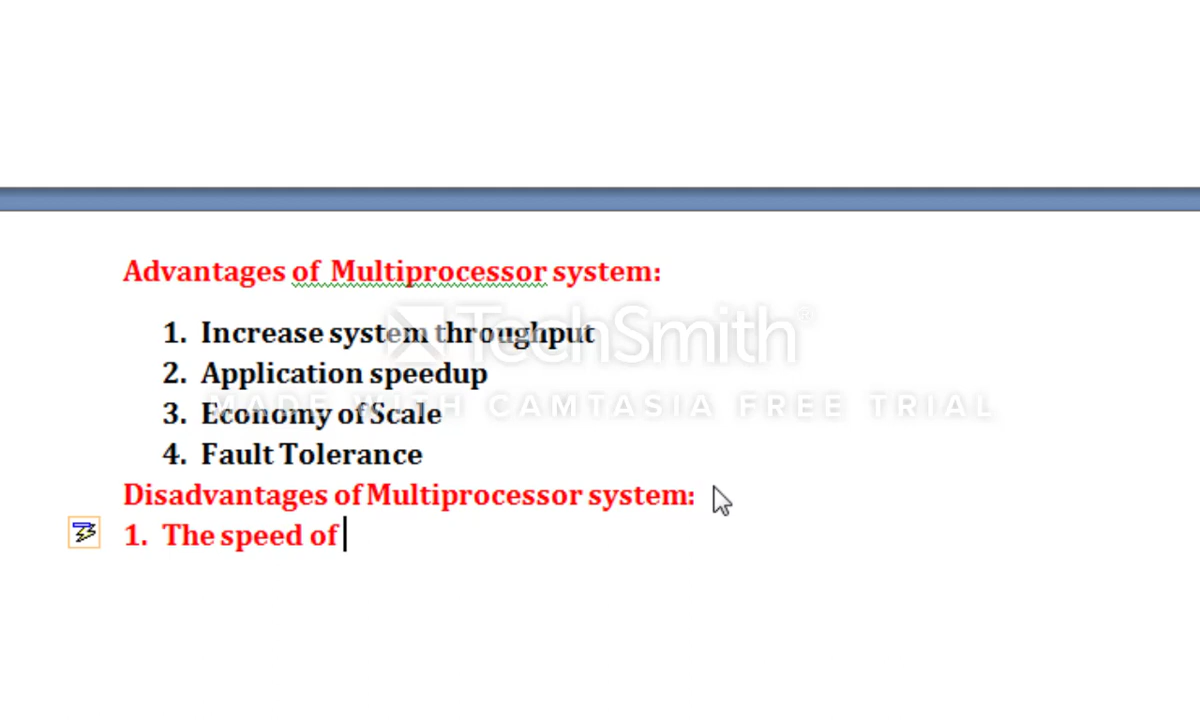 Advantages of Multiprocessor system:
1. Increase system throughput
2. Application speedup
3. Economy of Scale
4. Fault Tolerance
Disadvantages of Multiprocessor system:
1. The speed of
TechSmith®
MADE WITH CAMTASIA FREE TRIAL